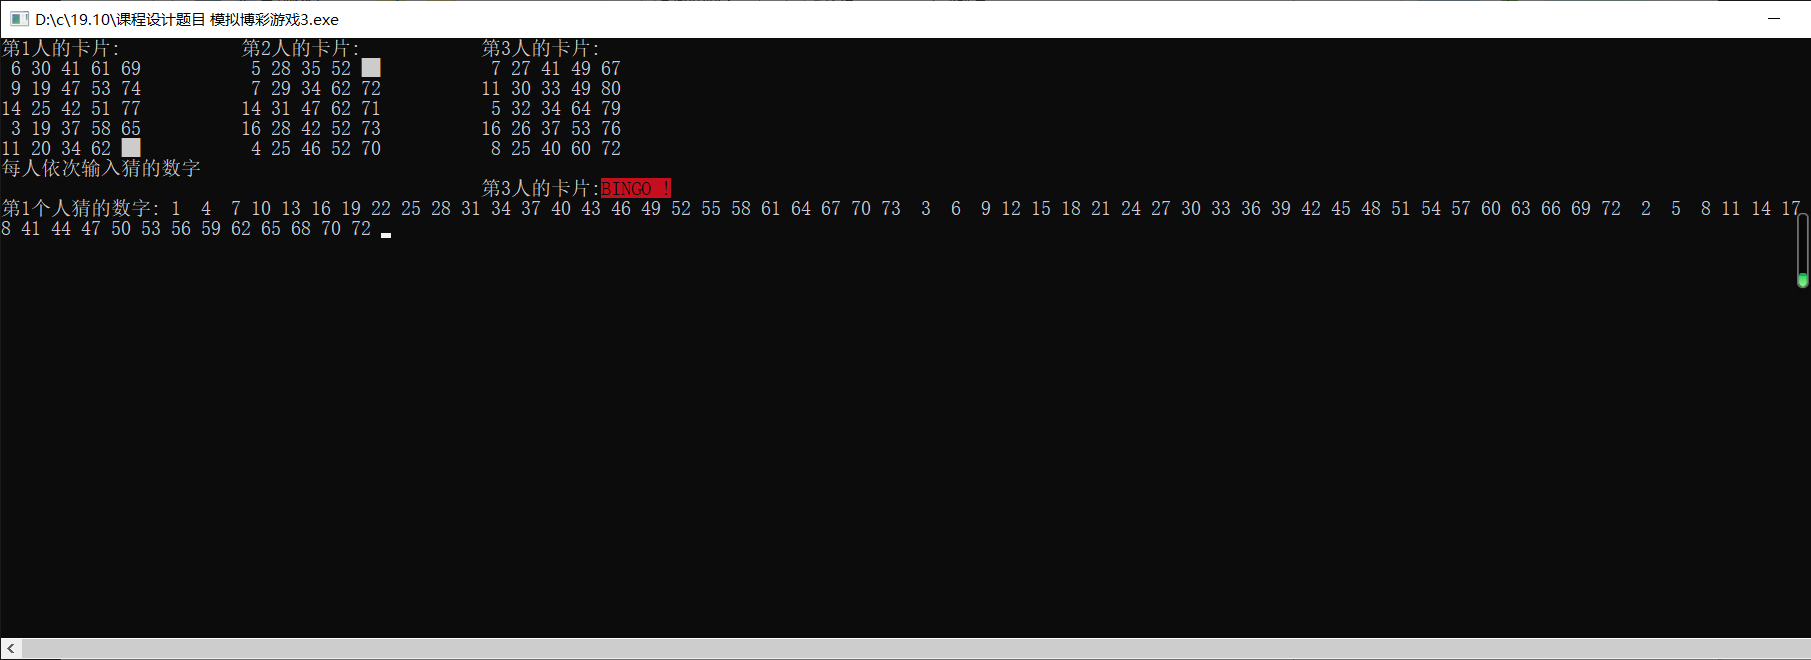 D:\c\19.10\课程设计题目 模拟博彩游戏3.exe
第1人的卡片: 第2人的卡片: 第3人的卡片:
6 30 41 61 69 5 28 35 52 7 27 41 49 67
9 19 47 53 74 7 29 34 62 72 11 30 33 49 80
14 25 42 51 77 14 31 47 62 71 5 32 34 64 79
3 19 37 58 65 16 28 42 52 73 16 26 37 53 76
11 20 34 62 4 25 46 52 70 8 25 40 60 72
每人依次输入猜的数字
第3人的卡片:BINGO !
第1个人猜的数字: 1 4 7 10 13 16 19 22 25 28 31 34 37 40 43 46 49 52 55 58 61 64 67 70 73 3 6 9 12 15 18 21 24 27 30 33 36 39 42 45 48 51 54 57 60 63 66 69 72 2 5 8 11 14 17
8 41 44 47 50 53 56 59 62 65 68 70 72